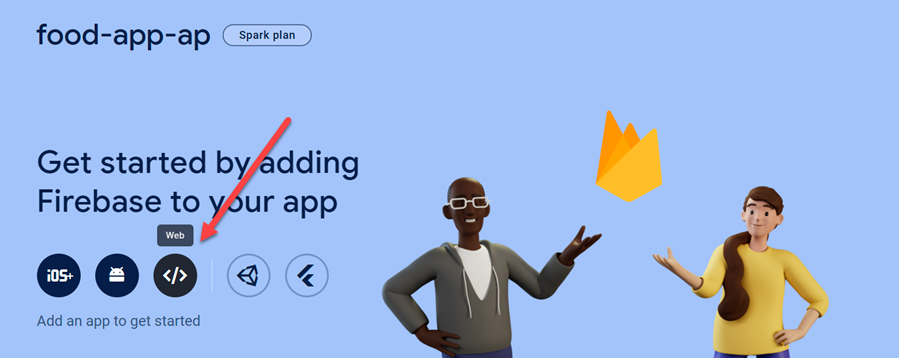 food-app-ap
Spark plan
Get started by adding
Firebase to your app
Web
iOS+
</>
Add an app to get started